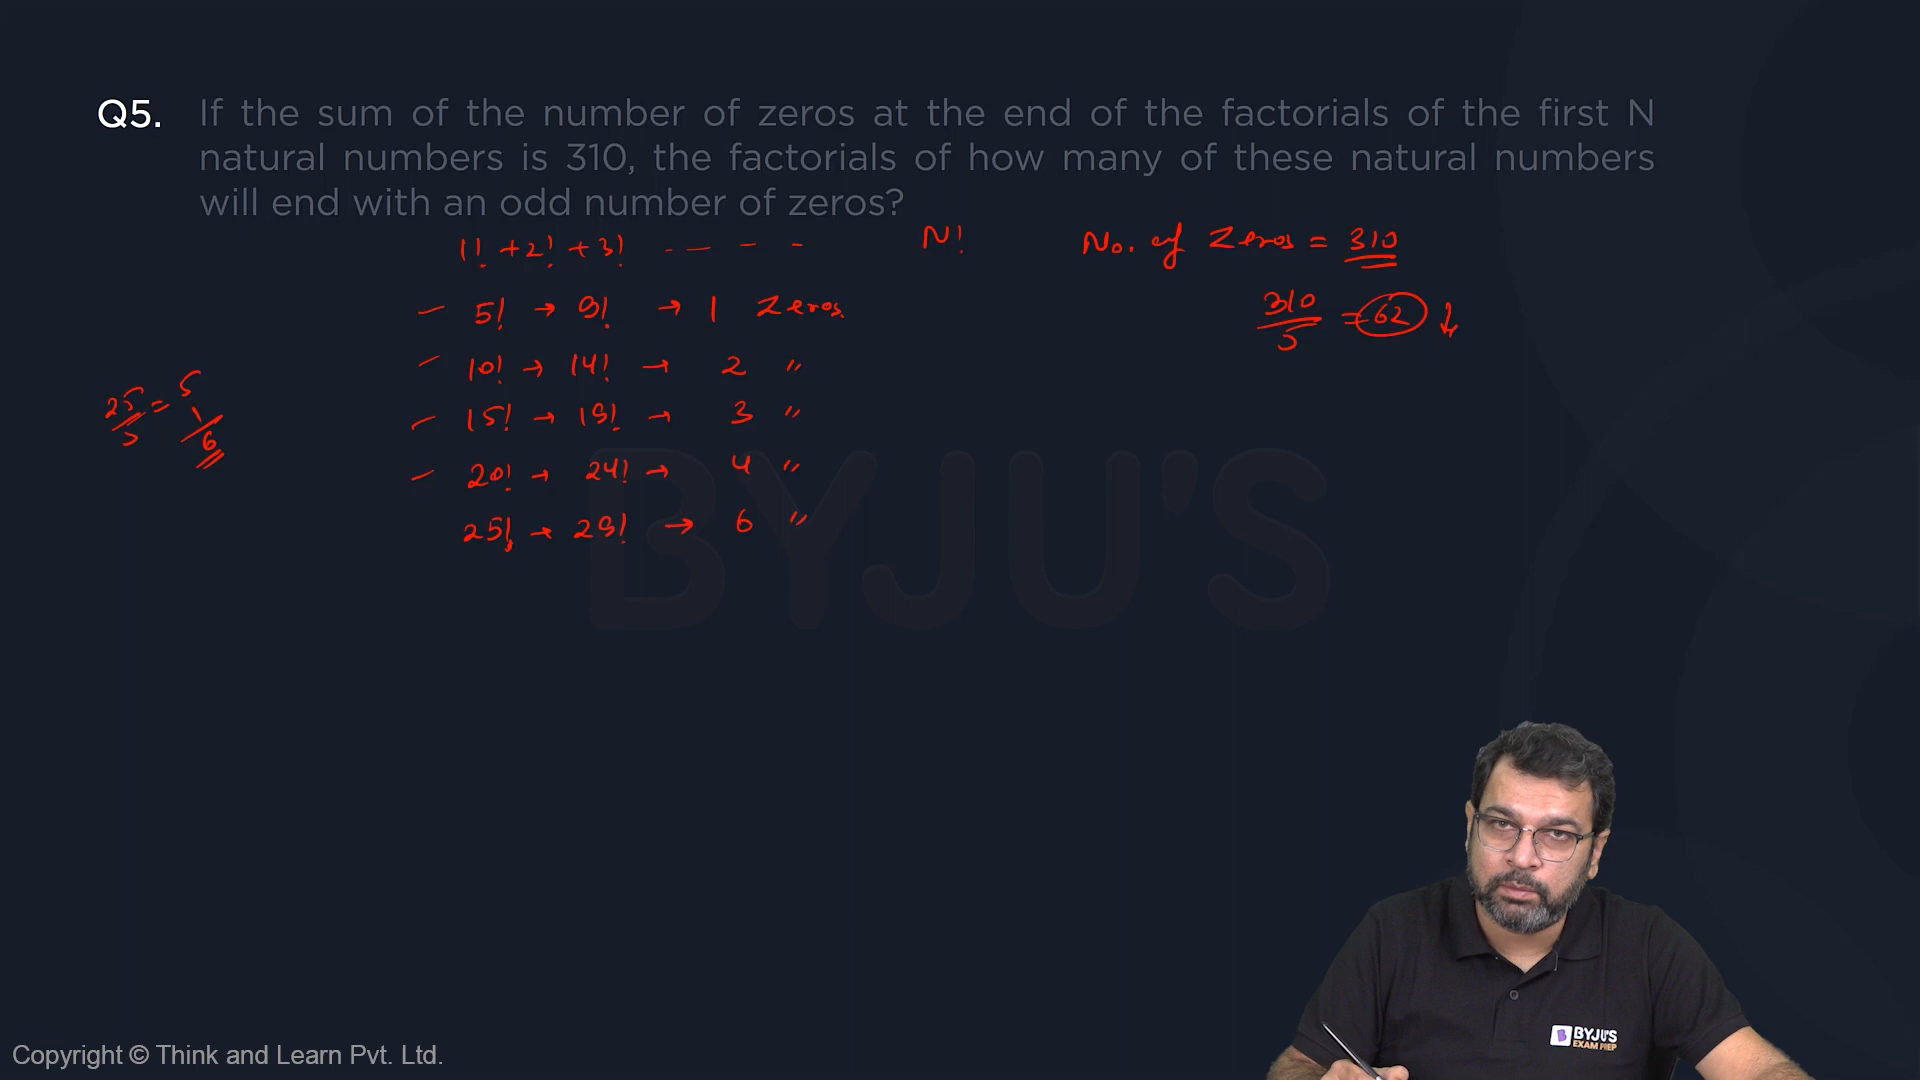 Q5. If the sum of the number of zeros at the end of the factorials of the first N
natural numbers is 310, the factorials of how many of these natural numbers
will end with an odd number of zeros?
1! + 2! + 3! - - - - N!
No. of Zeros = 310
5! → 9! → 1 Zeros.
310/5 = 62 ↓
10! → 14! → 2 "
25/5 = 5
1
6
15! → 19! → 3 "
20! → 24! → 4 "
25! → 29! → 6 "
BYJU'S
BYJU'S
EXAM PREP
Copyright © Think and Learn Pvt. Ltd.